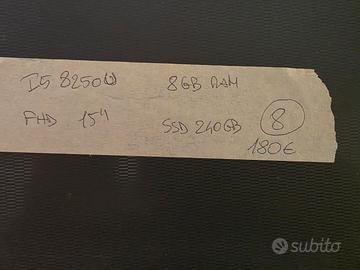 I5 8250U 8GB RAM
FHD 15" SSD 240GB 8
180€
subito